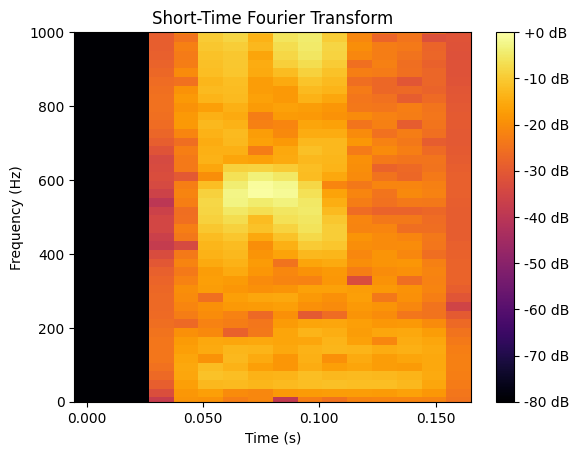 Short-Time Fourier Transform
1000
800
600
400
200
0
Frequency (Hz)
0.000
0.050
0.100
0.150
Time (s)
+0 dB
-10 dB
-20 dB
-30 dB
-40 dB
-50 dB
-60 dB
-70 dB
-80 dB